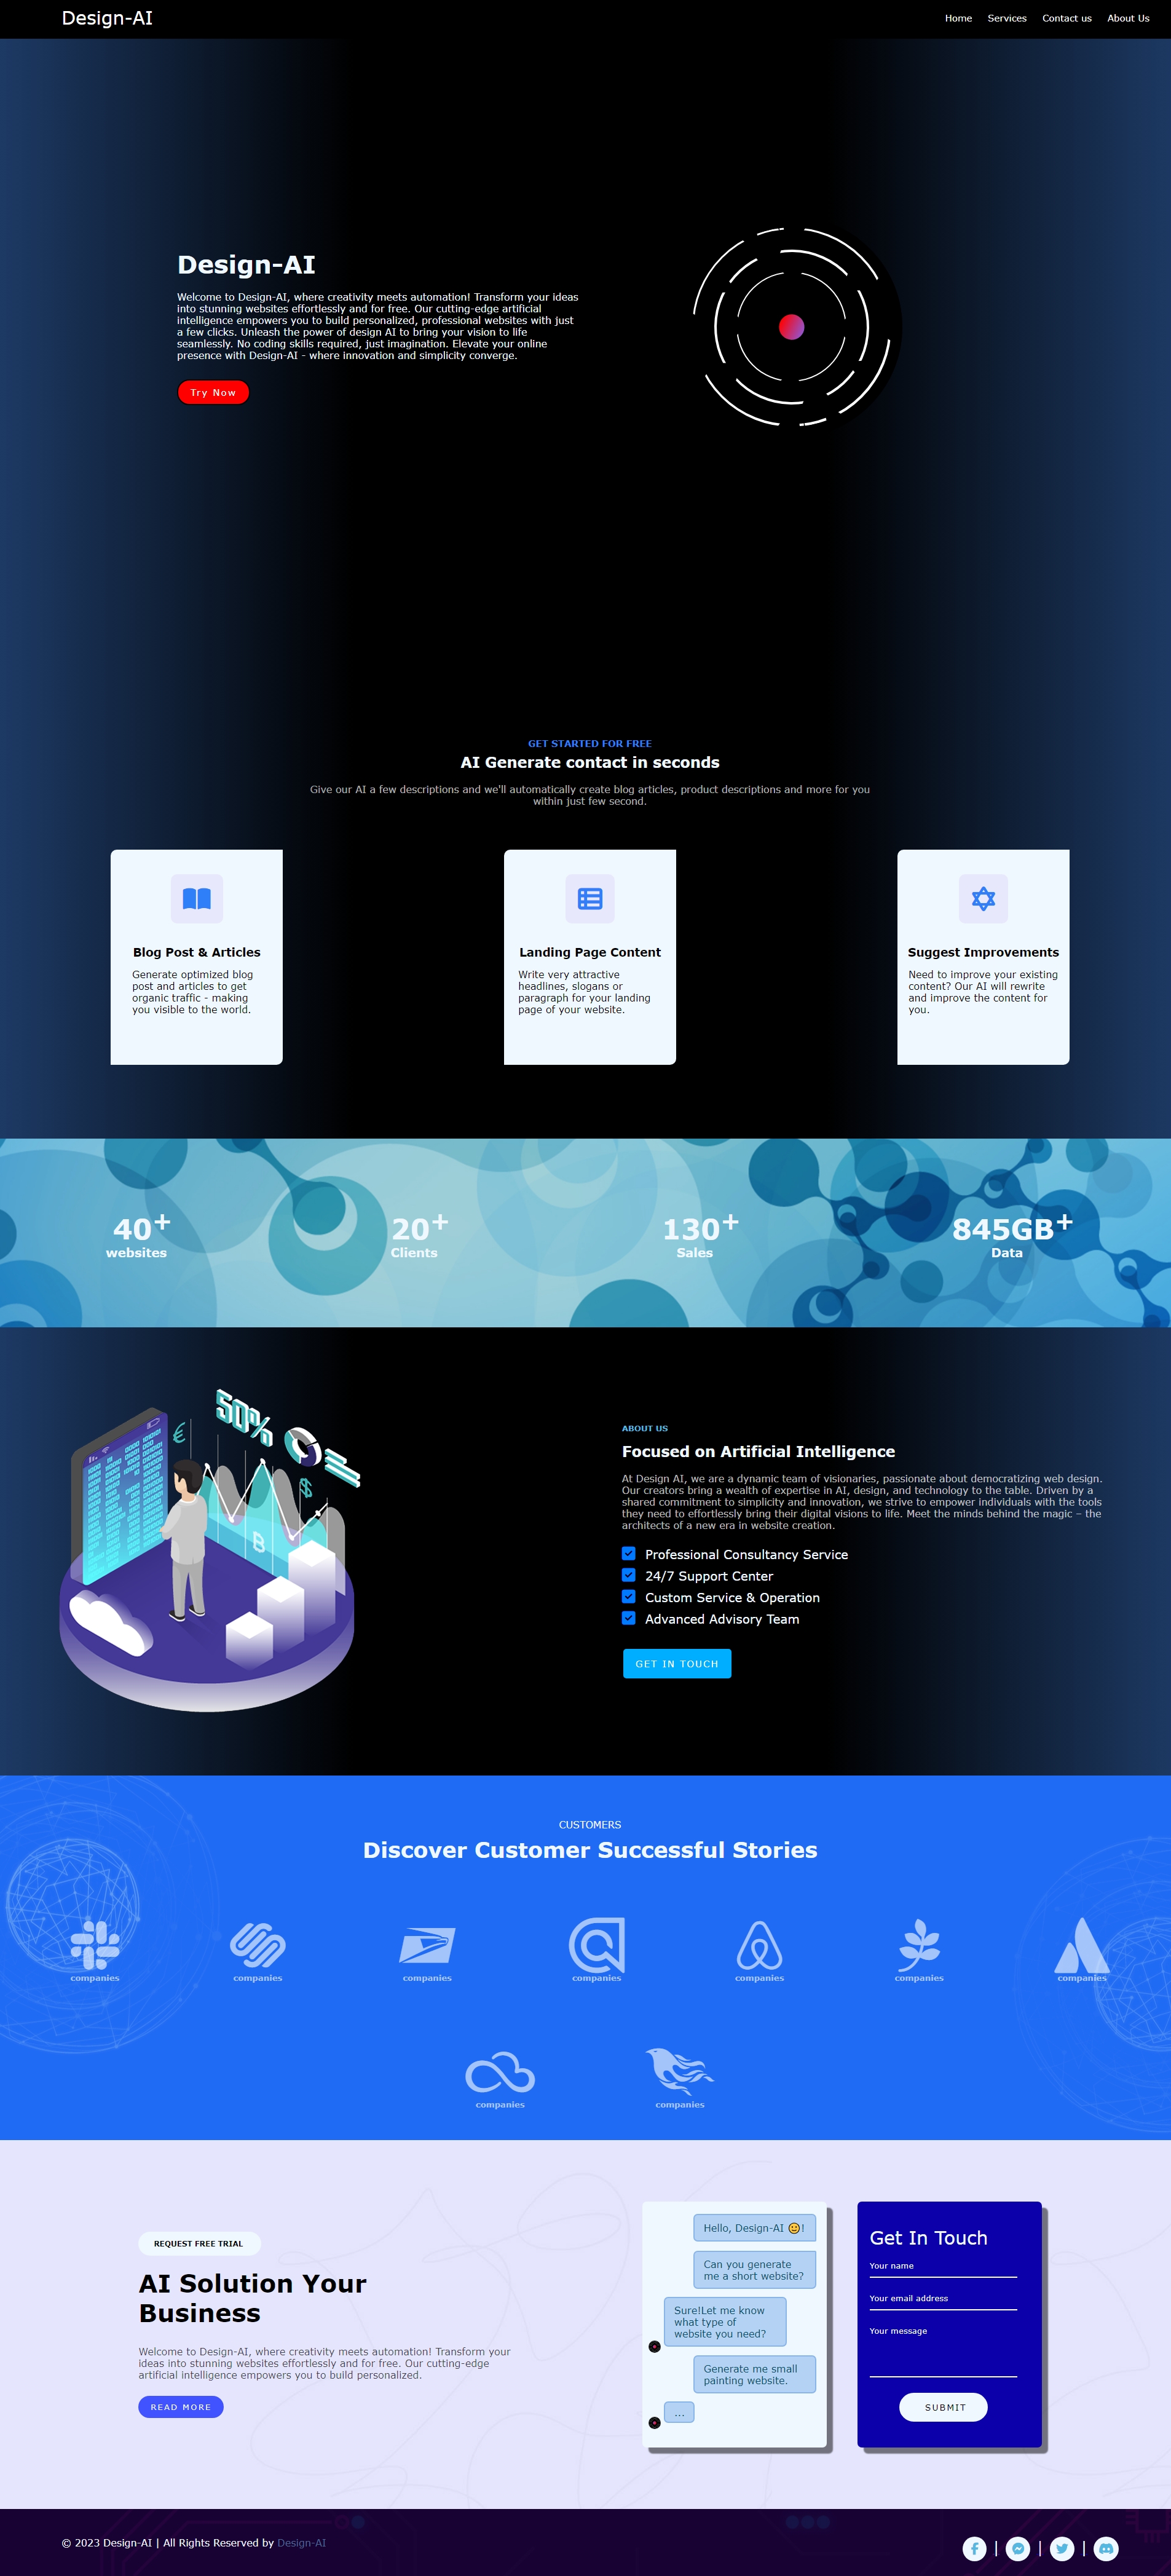 Design-AI
Home Services Contact us About Us
Design-AI
Welcome to Design-AI, where creativity meets automation! Transform your ideas
into stunning websites effortlessly and for free. Our cutting-edge artificial
intelligence empowers you to build personalized, professional websites with just
a few clicks. Unleash the power of design AI to bring your vision to life
seamlessly. No coding skills required, just imagination. Elevate your online
presence with Design-AI - where innovation and simplicity converge.
Try Now
GET STARTED FOR FREE
AI Generate contact in seconds
Give our AI a few descriptions and we'll automatically create blog articles, product descriptions and more for you
within just few second.
Blog Post & Articles
Generate optimized blog
post and articles to get
organic traffic - making
you visible to the world.
Landing Page Content
Write very attractive
headlines, slogans or
paragraph for your landing
page of your website.
Suggest Improvements
Need to improve your existing
content? Our AI will rewrite
and improve the content for
you.
40+
websites
20+
Clients
130+
Sales
845GB+
Data
50%
€
$
B
ABOUT US
Focused on Artificial Intelligence
At Design AI, we are a dynamic team of visionaries, passionate about democratizing web design.
Our creators bring a wealth of expertise in AI, design, and technology to the table. Driven by a
shared commitment to simplicity and innovation, we strive to empower individuals with the tools
they need to effortlessly bring their digital visions to life. Meet the minds behind the magic – the
architects of a new era in website creation.
Professional Consultancy Service
24/7 Support Center
Custom Service & Operation
Advanced Advisory Team
GET IN TOUCH
CUSTOMERS
Discover Customer Successful Stories
companies companies companies companies companies companies companies
companies companies
REQUEST FREE TRIAL
AI Solution Your
Business
Welcome to Design-AI, where creativity meets automation! Transform your
ideas into stunning websites effortlessly and for free. Our cutting-edge
artificial intelligence empowers you to build personalized.
READ MORE
Hello, Design-AI 🙂!
Can you generate
me a short website?
Sure!Let me know
what type of
website you need?
Generate me small
painting website.
...
Get In Touch
Your name
Your email address
Your message
SUBMIT
© 2023 Design-AI | All Rights Reserved by Design-AI